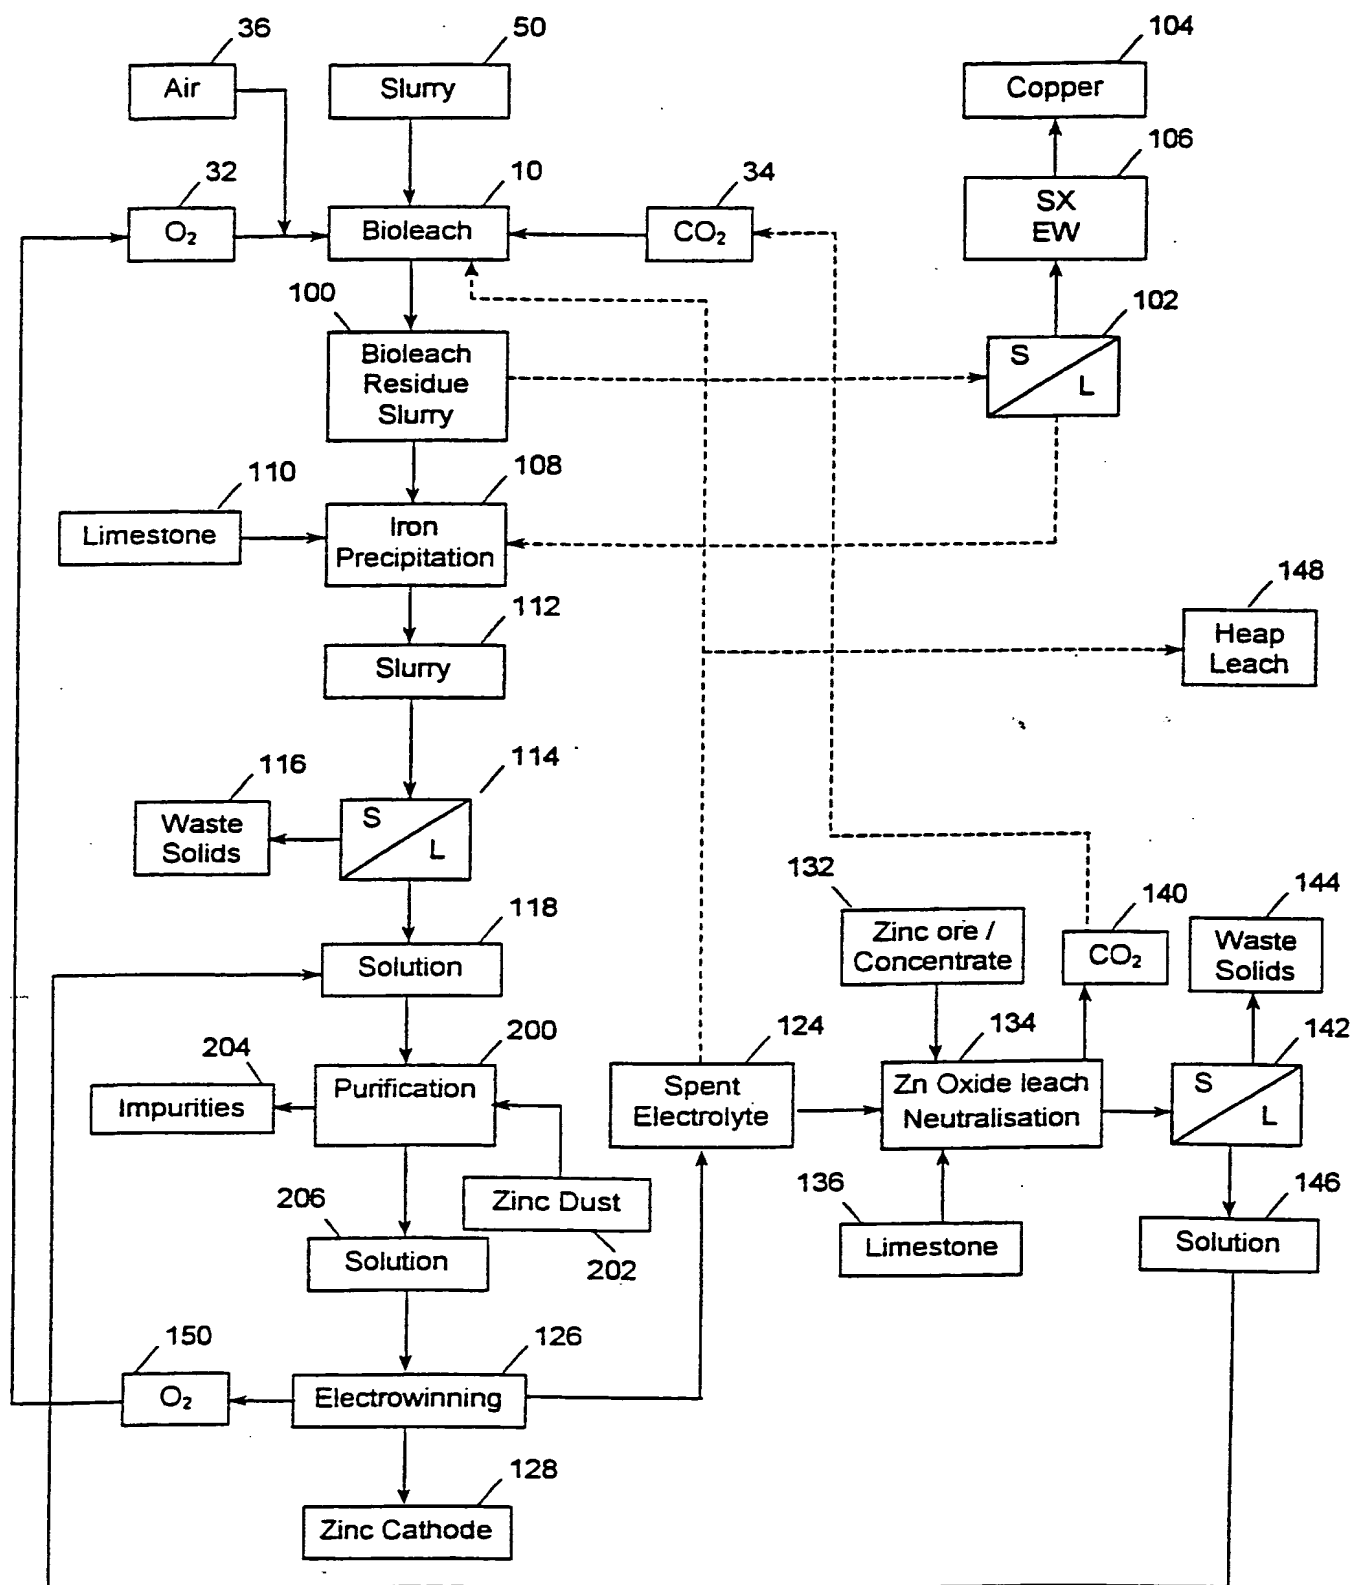 36
50
104
Air
Slurry
Copper
106
32
10
34
O₂
Bioleach
CO₂
SX
EW
100
102
Bioleach
Residue
Slurry
S
L
110
108
Limestone
Iron
Precipitation
112
148
Slurry
Heap
Leach
116
114
Waste
Solids
S
L
132
140
144
118
Zinc ore /
Concentrate
CO₂
Waste
Solids
Solution
200
124
134
142
204
Purification
Impurities
Spent
Electrolyte
Zn Oxide leach
Neutralisation
S
L
206
Zinc Dust
136
146
Solution
202
Limestone
Solution
150
126
O₂
Electrowinning
128
Zinc Cathode